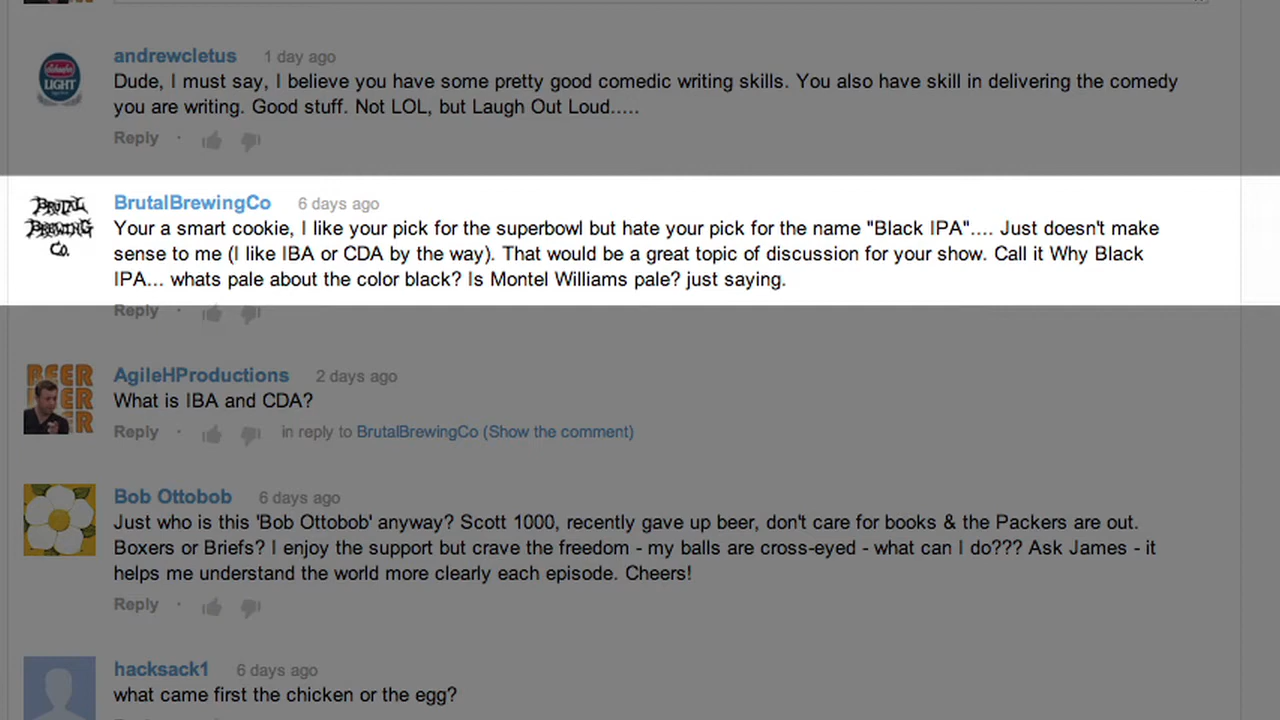 andrewcletus 1 day ago
Dude, I must say, I believe you have some pretty good comedic writing skills. You also have skill in delivering the comedy
you are writing. Good stuff. Not LOL, but Laugh Out Loud.....
Reply ·
LIGHT
BRUTAL
BREWING
CO.
BrutalBrewingCo 6 days ago
Your a smart cookie, I like your pick for the superbowl but hate your pick for the name "Black IPA".... Just doesn't make
sense to me (I like IBA or CDA by the way). That would be a great topic of discussion for your show. Call it Why Black
IPA... whats pale about the color black? Is Montel Williams pale? just saying.
Reply ·
BEER
AgileHProductions 2 days ago
What is IBA and CDA?
Reply · in reply to BrutalBrewingCo (Show the comment)
Bob Ottobob 6 days ago
Just who is this 'Bob Ottobob' anyway? Scott 1000, recently gave up beer, don't care for books & the Packers are out.
Boxers or Briefs? I enjoy the support but crave the freedom - my balls are cross-eyed - what can I do??? Ask James - it
helps me understand the world more clearly each episode. Cheers!
Reply ·
hacksack1 6 days ago
what came first the chicken or the egg?